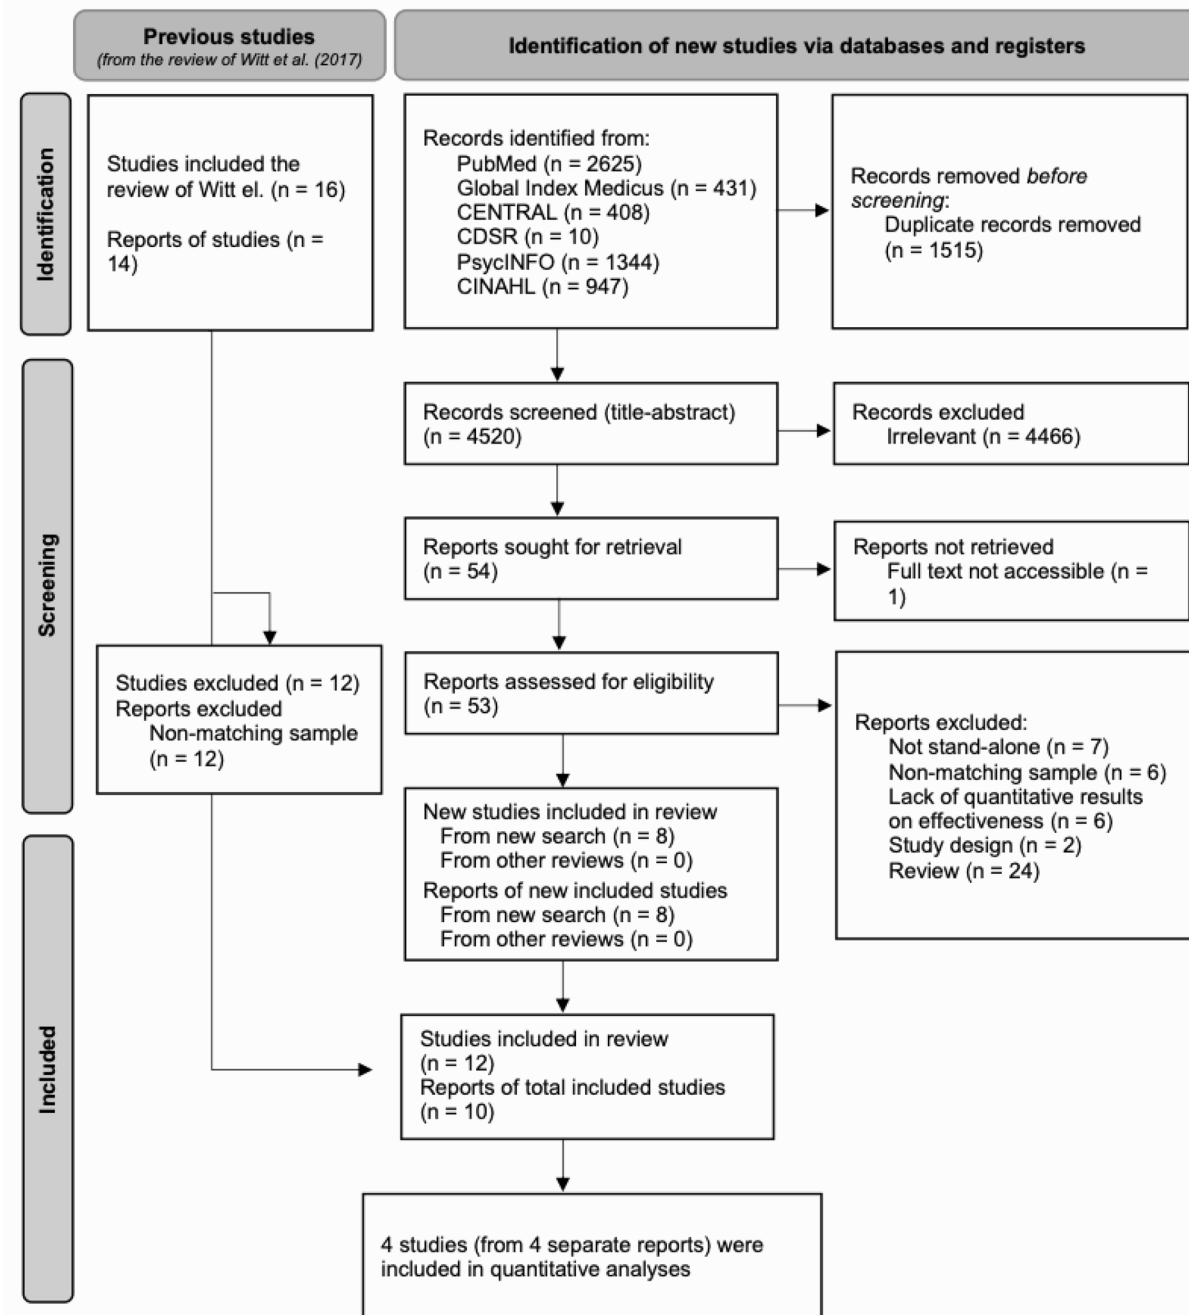 Previous studies
(from the review of Witt et al. (2017)
Identification of new studies via databases and registers
Identification
Studies included the
review of Witt el. (n = 16)
Reports of studies (n =
14)
Records identified from:
PubMed (n = 2625)
Global Index Medicus (n = 431)
CENTRAL (n = 408)
CDSR (n = 10)
PsycINFO (n = 1344)
CINAHL (n = 947)
Records removed before
screening:
Duplicate records removed
(n = 1515)
Screening
Records screened (title-abstract)
(n = 4520)
Records excluded
Irrelevant (n = 4466)
Reports sought for retrieval
(n = 54)
Reports not retrieved
Full text not accessible (n =
1)
Studies excluded (n = 12)
Reports excluded
Non-matching sample
(n = 12)
Reports assessed for eligibility
(n = 53)
Reports excluded:
Not stand-alone (n = 7)
Non-matching sample (n = 6)
Lack of quantitative results
on effectiveness (n = 6)
Study design (n = 2)
Review (n = 24)
New studies included in review
From new search (n = 8)
From other reviews (n = 0)
Reports of new included studies
From new search (n = 8)
From other reviews (n = 0)
Included
Studies included in review
(n = 12)
Reports of total included studies
(n = 10)
4 studies (from 4 separate reports) were
included in quantitative analyses